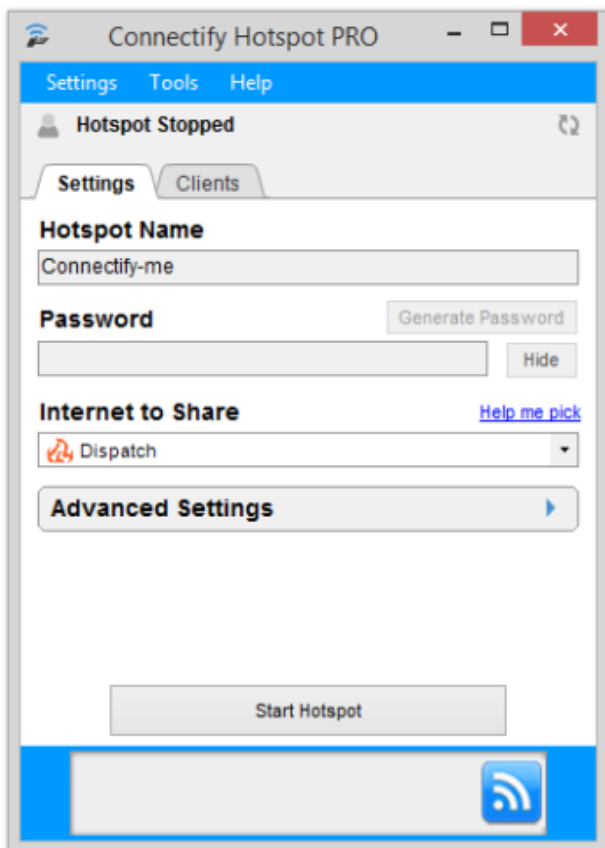 Connectify Hotspot PRO
Settings Tools Help
Hotspot Stopped
Settings Clients
Hotspot Name
Connectify-me
Password Generate Password
Hide
Internet to Share Help me pick
Dispatch
Advanced Settings
Start Hotspot